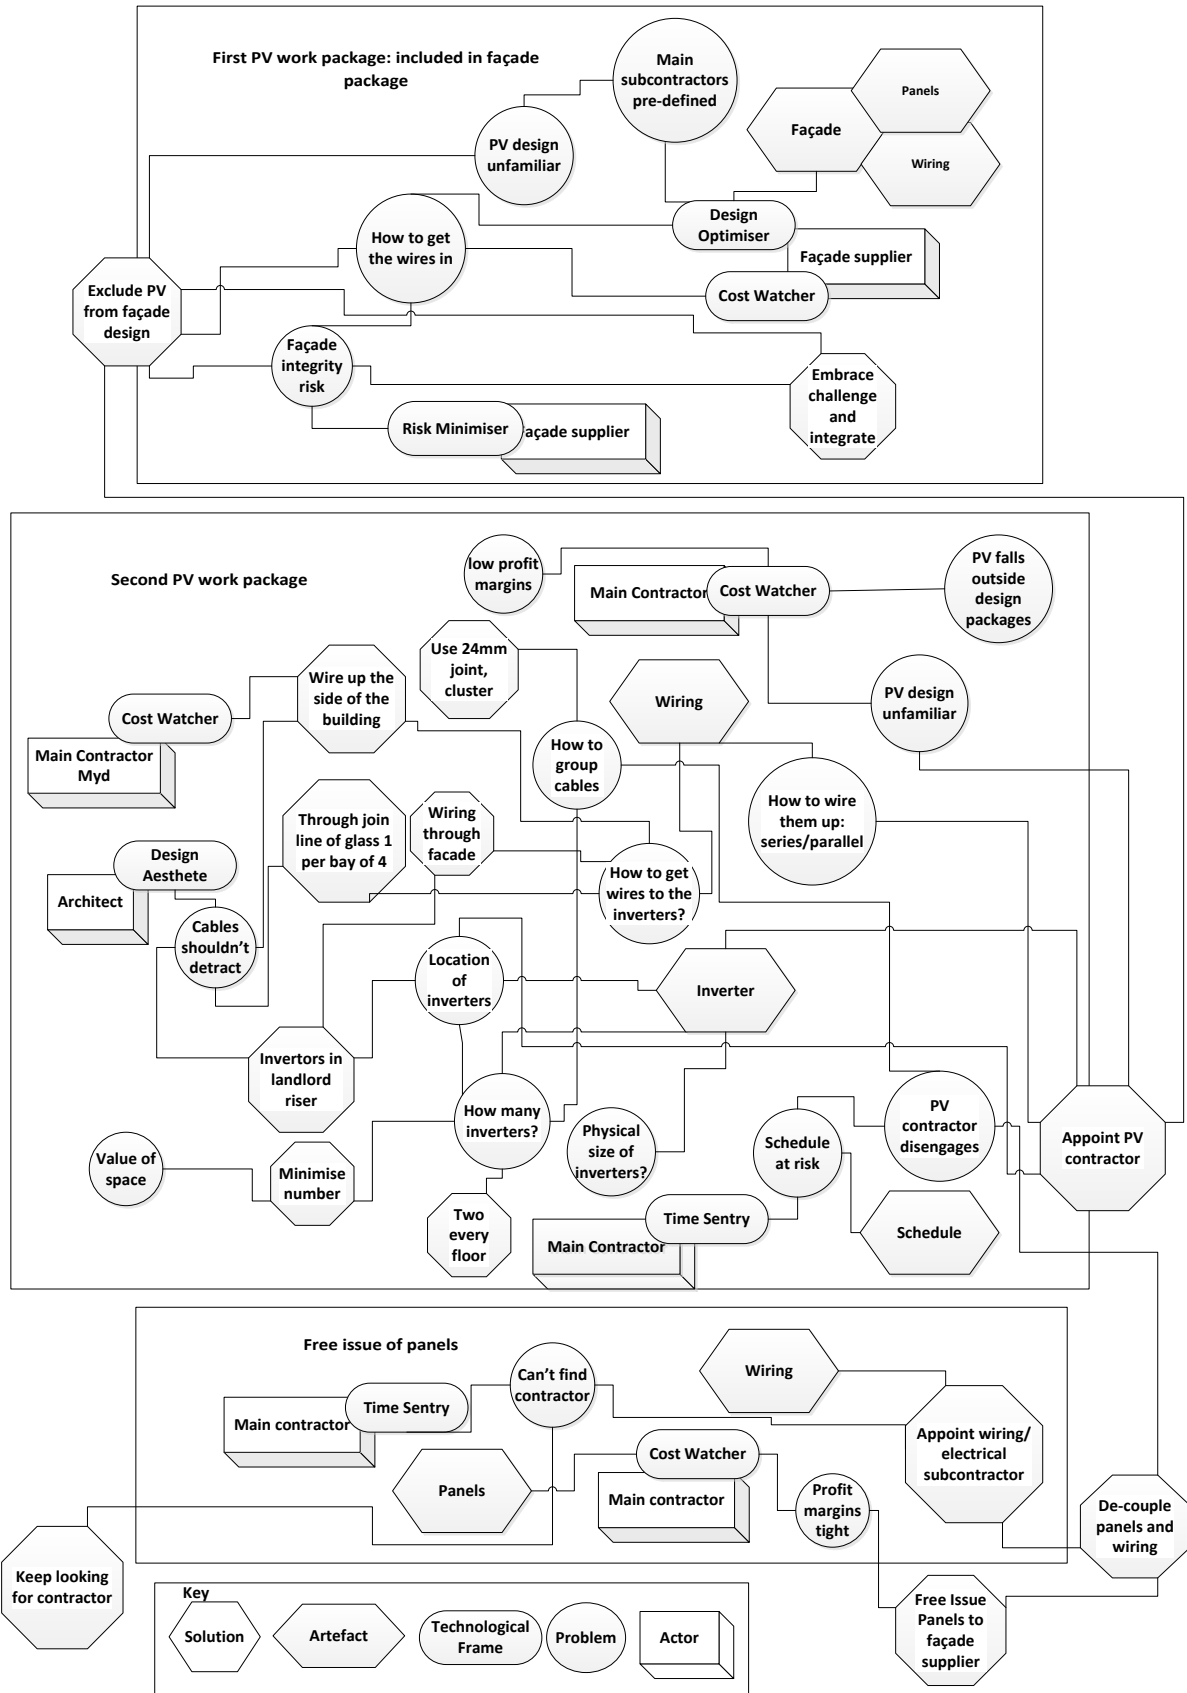 First PV work package: included in façade
package
Main
subcontractors
pre-defined
Panels
Façade
Wiring
PV design
unfamiliar
Design
Optimiser
How to get
the wires in
Façade supplier
Exclude PV
from façade
design
Cost Watcher
Façade
integrity
risk
Embrace
challenge
and
integrate
Risk Minimiser
açade supplier
Second PV work package
low profit
margins
Main Contractor
Cost Watcher
PV falls
outside
design
packages
Use 24mm
joint,
cluster
Wire up the
side of the
building
Wiring
PV design
unfamiliar
Cost Watcher
Main Contractor
Myd
How to
group
cables
Through join
line of glass 1
per bay of 4
Wiring
through
facade
How to wire
them up:
series/parallel
Design
Aesthete
Architect
How to get
wires to the
inverters?
Cables
shouldn't
detract
Location
of
inverters
Inverter
Invertors in
landlord
riser
How many
inverters?
Physical
size of
inverters?
Schedule
at risk
PV
contractor
disengages
Appoint PV
contractor
Value of
space
Minimise
number
Two
every
floor
Time Sentry
Main Contractor
Schedule
Free issue of panels
Can't find
contractor
Wiring
Time Sentry
Main contractor
Appoint wiring/
electrical
subcontractor
Cost Watcher
Panels
Main contractor
Profit
margins
tight
De-couple
panels and
wiring
Keep looking
for contractor
Free Issue
Panels to
façade
supplier
Key
Solution
Artefact
Technological
Frame
Problem
Actor